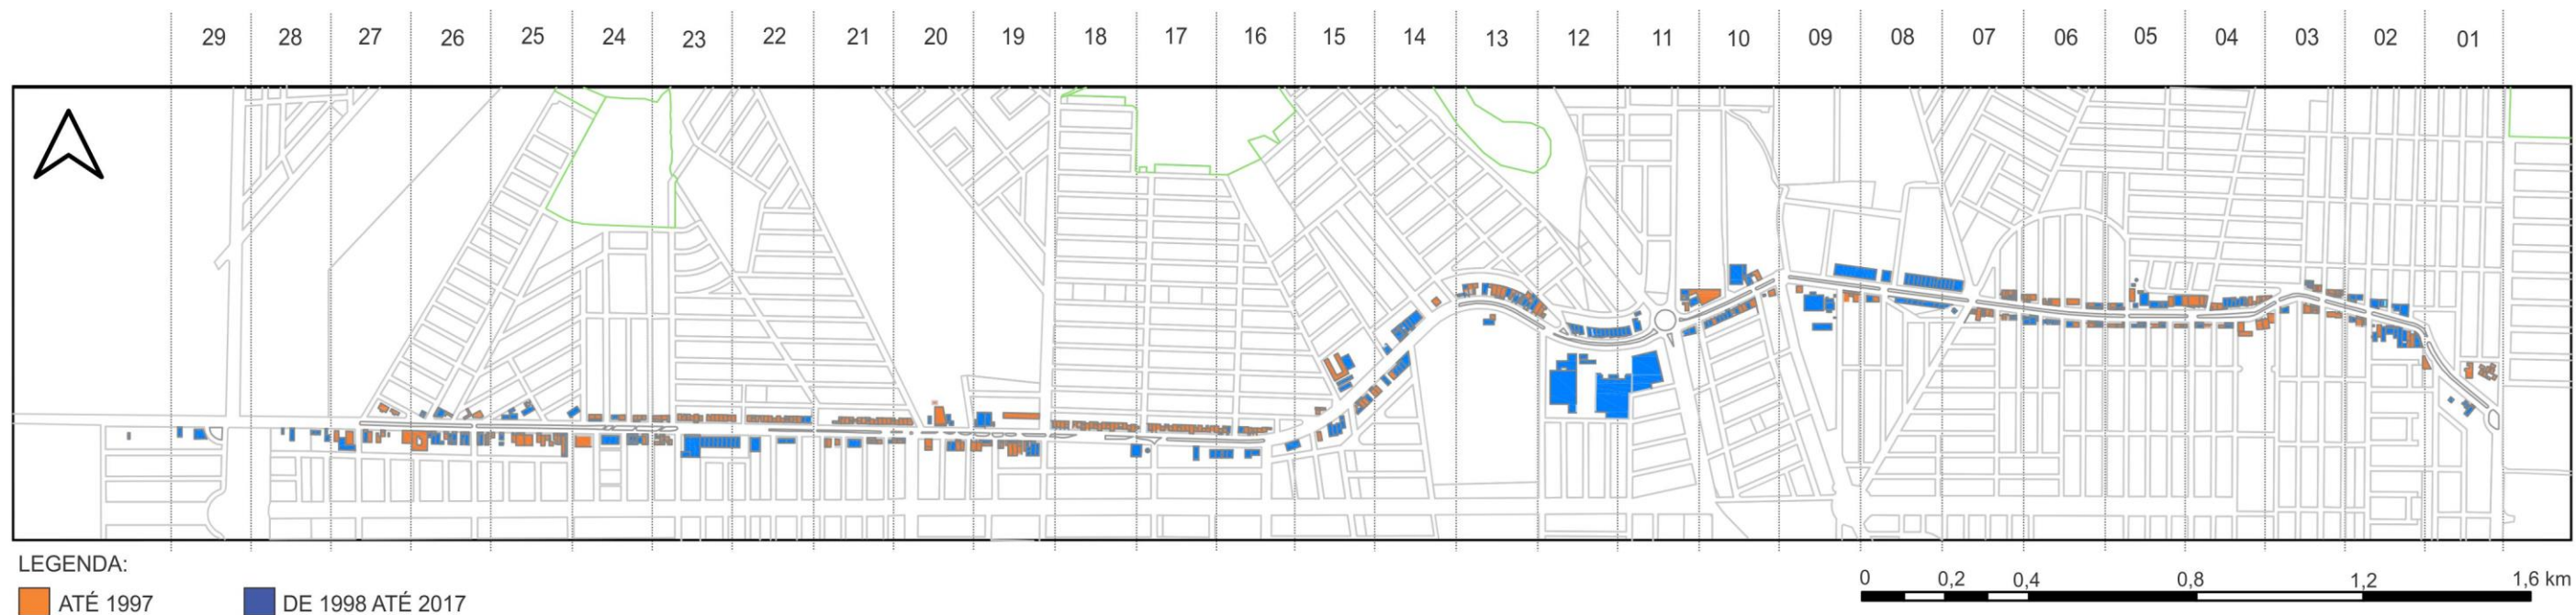 29 28 27 26 25 24 23 22 21 20 19 18 17 16 15 14 13 12 11 10 09 08 07 06 05 04 03 02 01
LEGENDA:
ATÉ 1997 DE 1998 ATÉ 2017
0 0,2 0,4 0,8 1,2 1,6 km